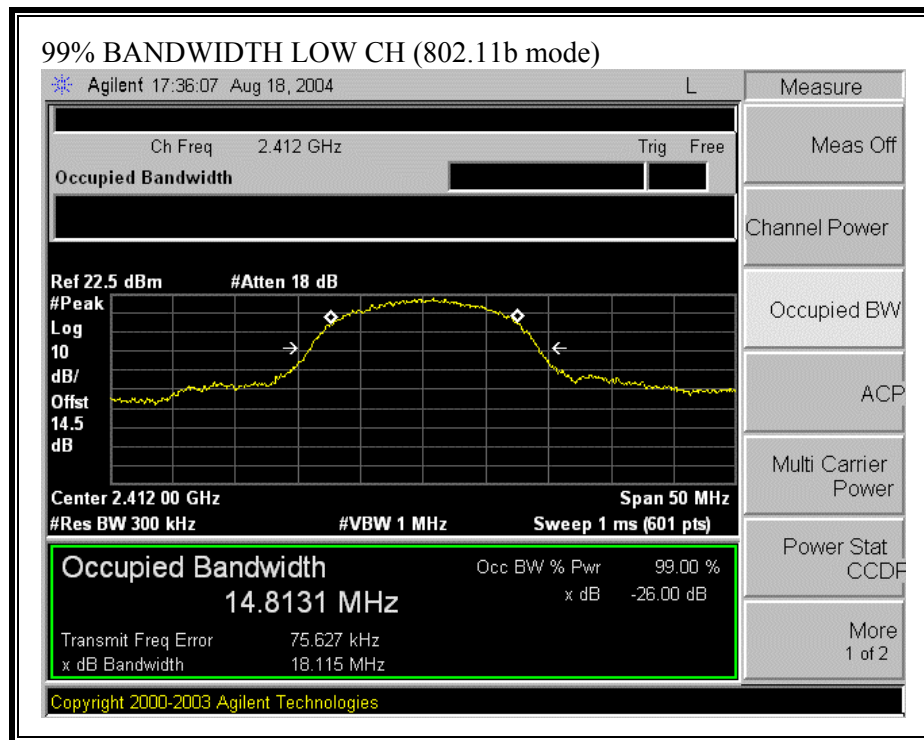 99% BANDWIDTH LOW CH (802.11b mode)
Agilent 17:36:07 Aug 18, 2004 L
Measure
Ch Freq 2.412 GHz Trig Free
Occupied Bandwidth
Meas Off
Channel Power
Occupied BW
ACP
Multi Carrier
Power
Power Stat
CCDF
More
1 of 2
Ref 22.5 dBm #Atten 18 dB
#Peak
Log
10
dB/
Offst
14.5
dB
Center 2.412 00 GHz Span 50 MHz
#Res BW 300 kHz #VBW 1 MHz Sweep 1 ms (601 pts)
Occupied Bandwidth
14.8131 MHz
Occ BW % Pwr 99.00 %
x dB -26.00 dB
Transmit Freq Error 75.627 kHz
x dB Bandwidth 18.115 MHz
Copyright 2000-2003 Agilent Technologies